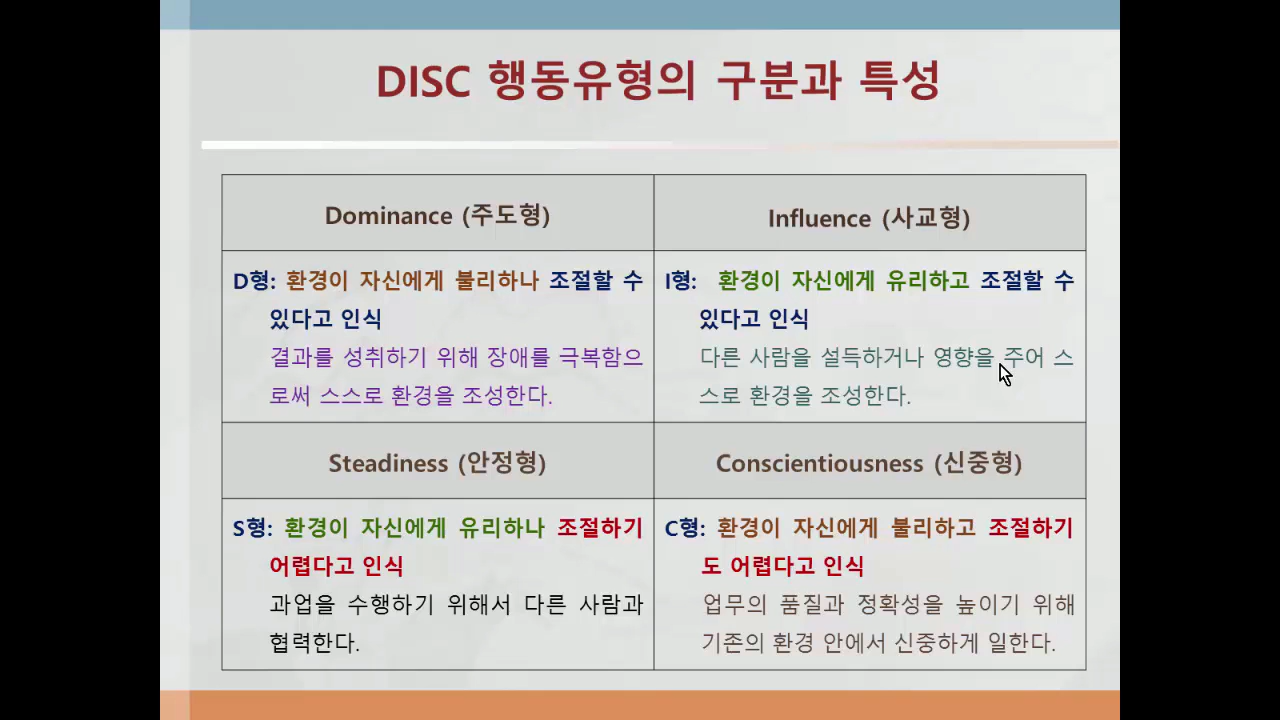 DISC 행동유형의 구분과 특성
Dominance (주도형)
Influence (사교형)
D형: 환경이 자신에게 불리하나 조절할 수
있다고 인식
결과를 성취하기 위해 장애를 극복함으
로써 스스로 환경을 조성한다.
I형: 환경이 자신에게 유리하고 조절할 수
있다고 인식
다른 사람을 설득하거나 영향을 주어 스
스로 환경을 조성한다.
Steadiness (안정형)
Conscientiousness (신중형)
S형: 환경이 자신에게 유리하나 조절하기
어렵다고 인식
과업을 수행하기 위해서 다른 사람과
협력한다.
C형: 환경이 자신에게 불리하고 조절하기
도 어렵다고 인식
업무의 품질과 정확성을 높이기 위해
기존의 환경 안에서 신중하게 일한다.